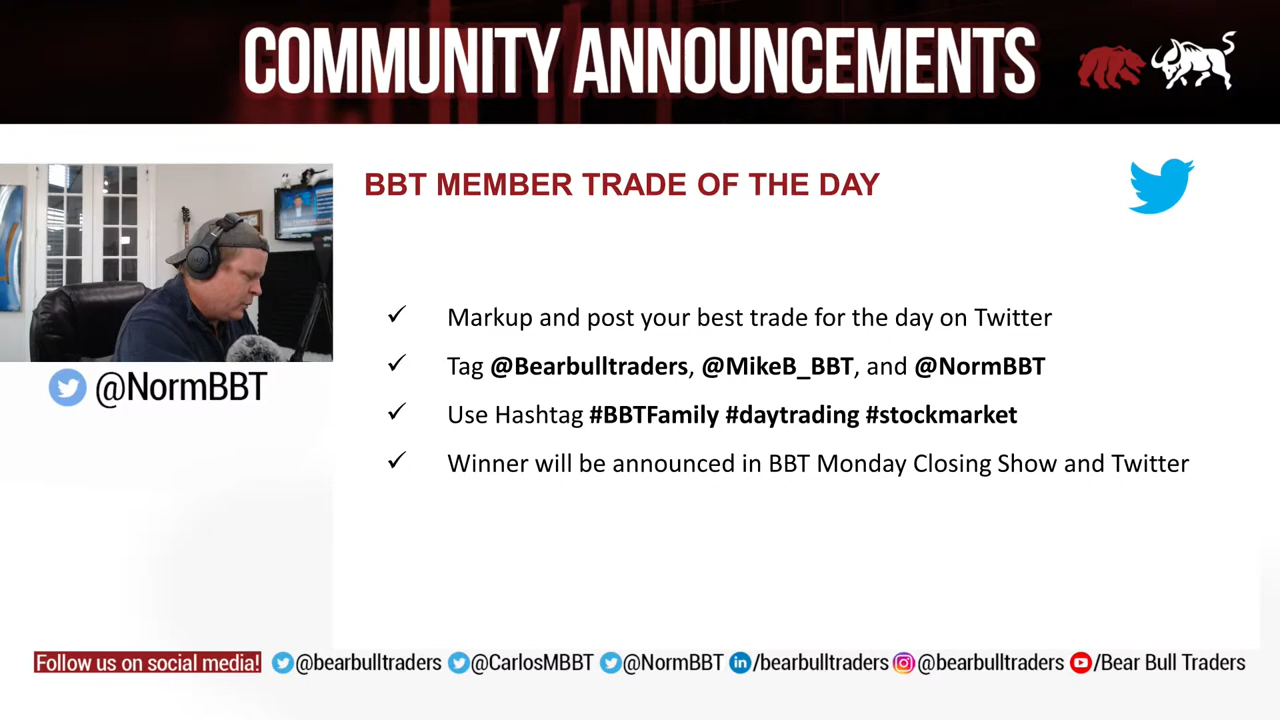 COMMUNITY ANNOUNCEMENTS
BBT MEMBER TRADE OF THE DAY
✓ Markup and post your best trade for the day on Twitter
✓ Tag @Bearbulltraders, @MikeB_BBT, and @NormBBT
@NormBBT
✓ Use Hashtag #BBTFamily #daytrading #stockmarket
✓ Winner will be announced in BBT Monday Closing Show and Twitter
Follow us on social media! @bearbulltraders @CarlosMBBT @NormBBT /bearbulltraders @bearbulltraders /Bear Bull Traders